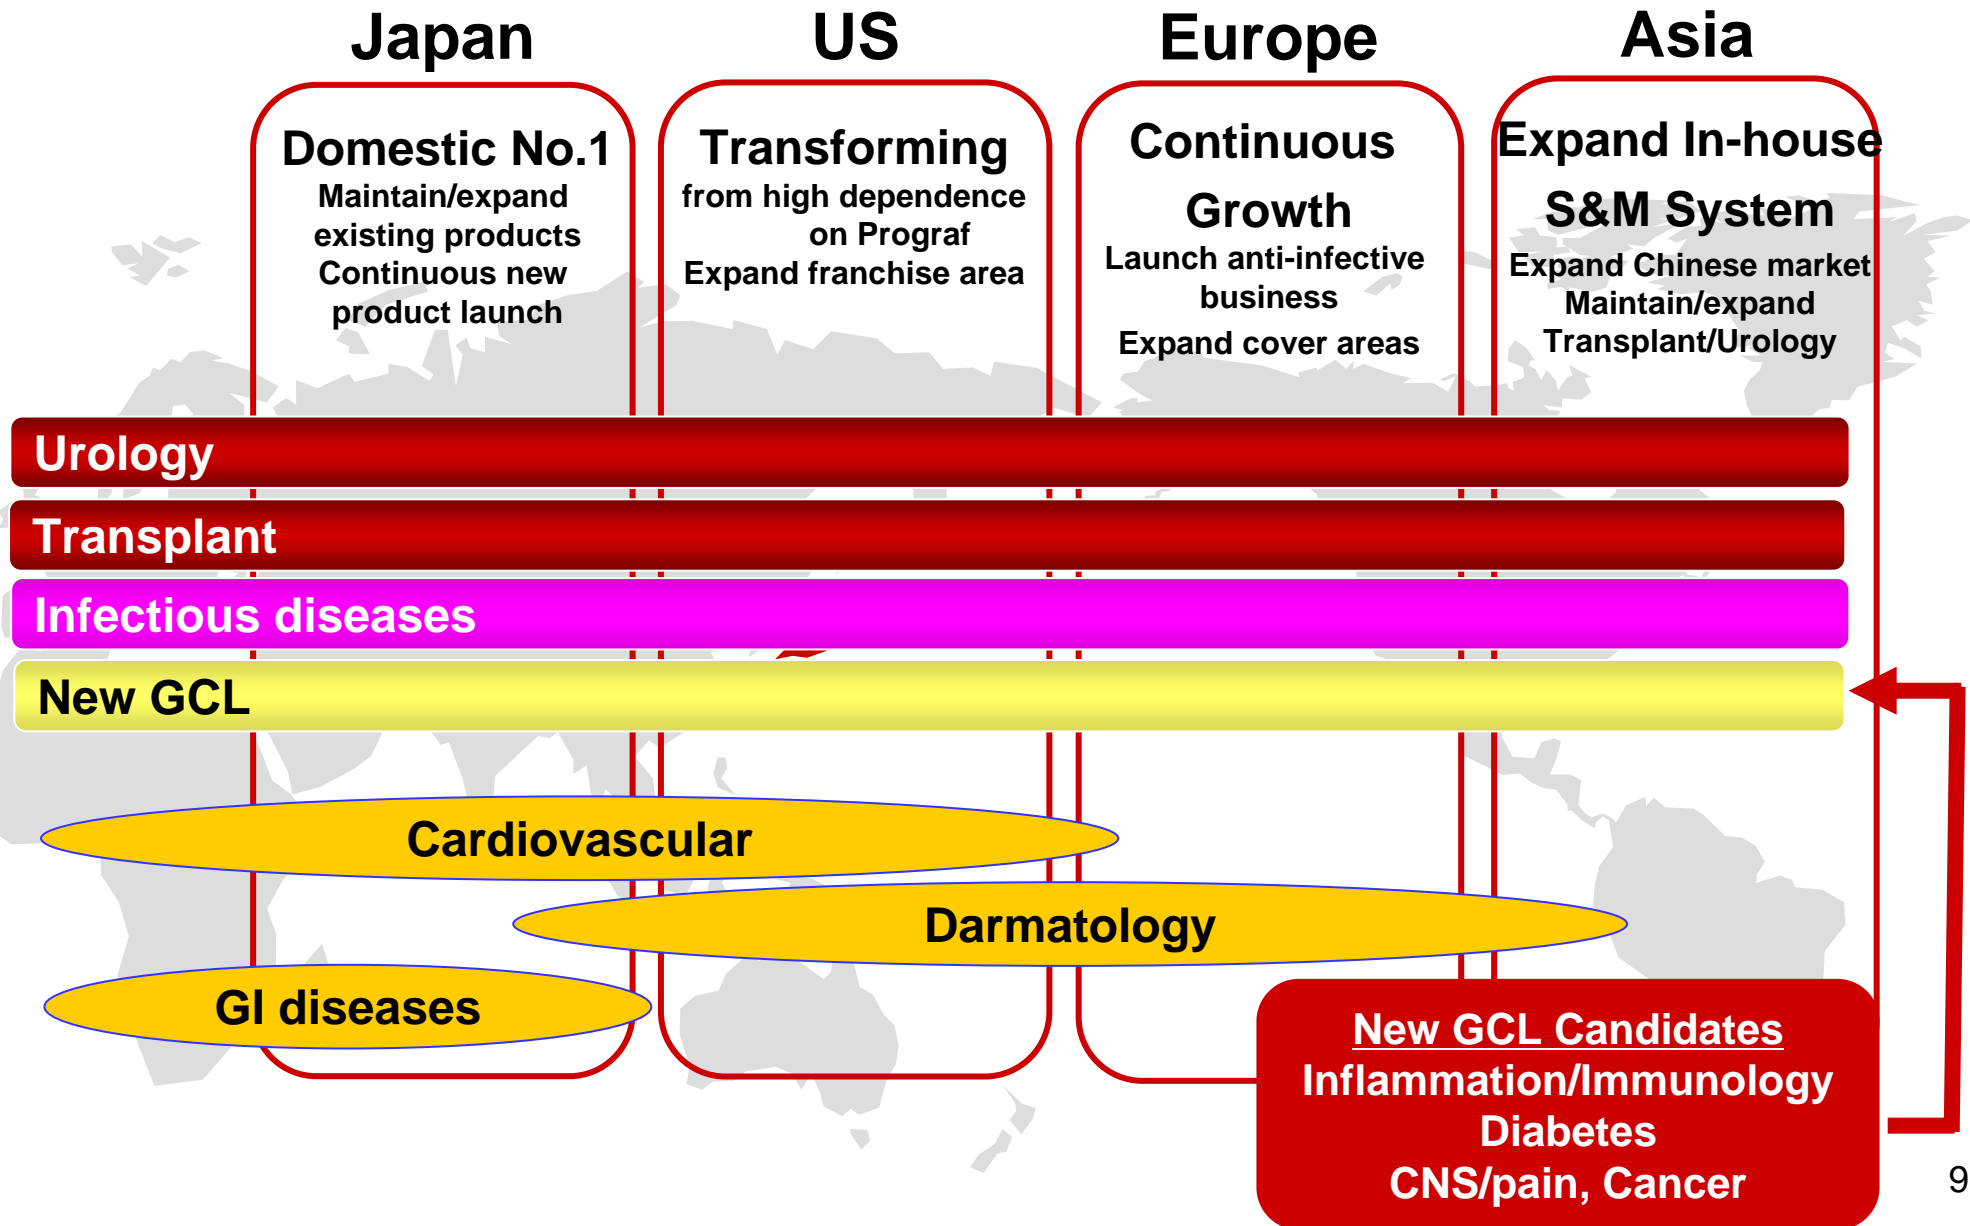 Japan
US
Europe
Asia
Domestic No.1
Maintain/expand
existing products
Continuous new
product launch
Transforming
from high dependence
on Prograf
Expand franchise area
Continuous
Growth
Launch anti-infective
business
Expand cover areas
Expand In-house
S&M System
Expand Chinese market
Maintain/expand
Transplant/Urology
Urology
Transplant
Infectious diseases
New GCL
Cardiovascular
Darmatology
GI diseases
New GCL Candidates
Inflammation/Immunology
Diabetes
CNS/pain, Cancer
9